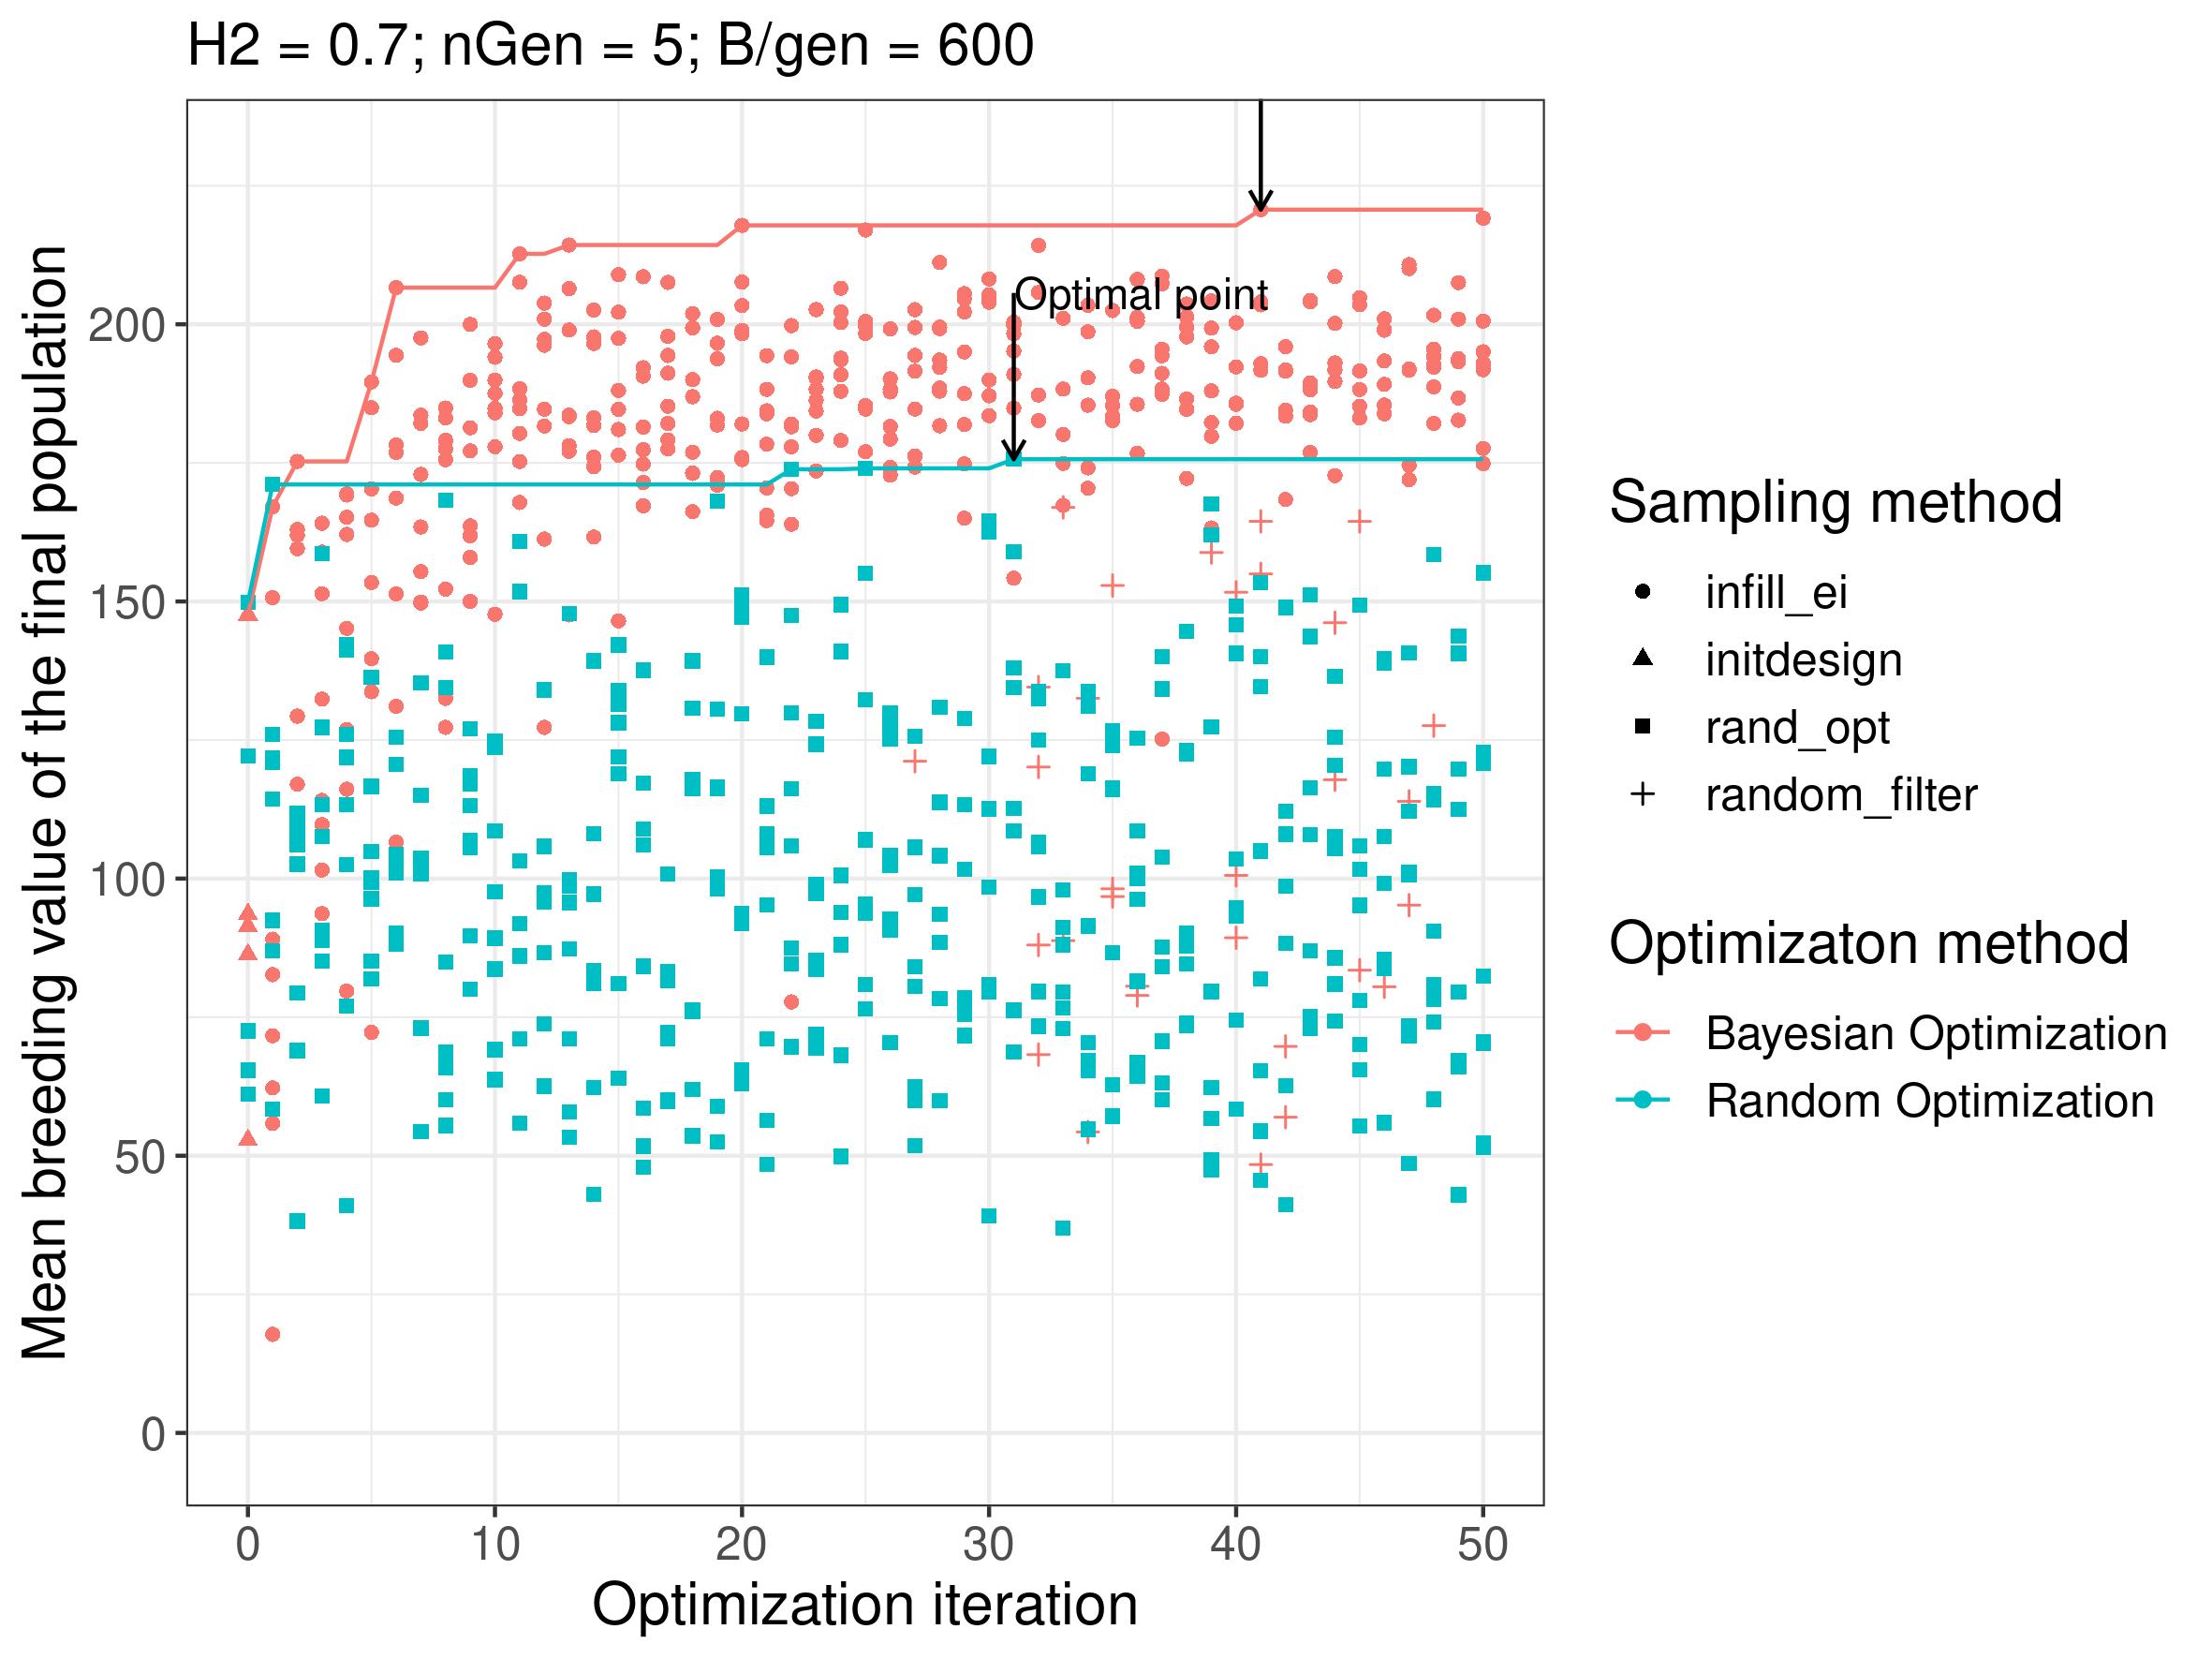 H2 = 0.7; nGen = 5; B/gen = 600
Mean breeding value of the final population
200
150
100
50
0
Optimal point
0 10 20 30 40 50
Optimization iteration
Sampling method
infill_ei
initdesign
rand_opt
random_filter
Optimizaton method
Bayesian Optimization
Random Optimization